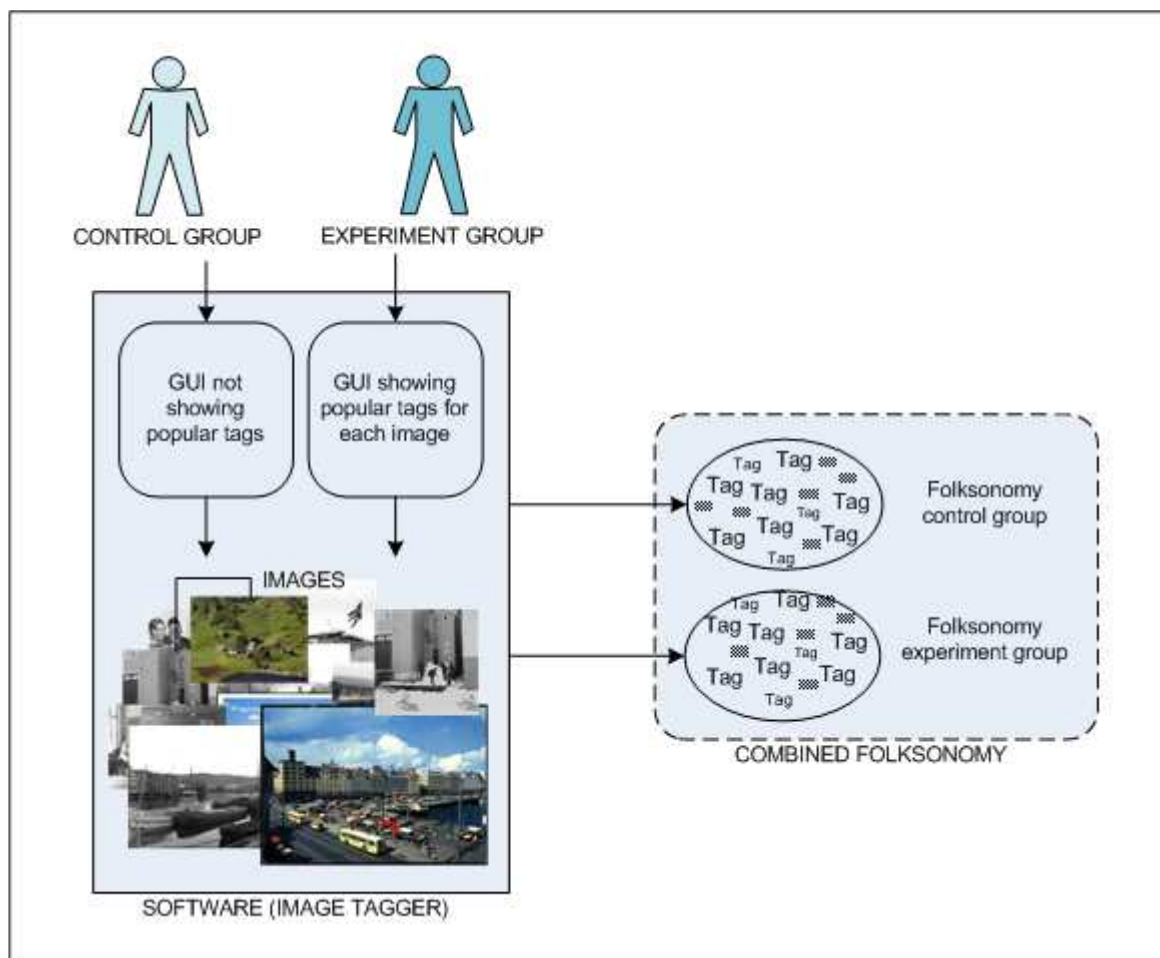 CONTROL GROUP
EXPERIMENT GROUP
GUI not
showing
popular tags
GUI showing
popular tags for
each image
IMAGES
SOFTWARE (IMAGE TAGGER)
Tag Tag
Tag Tag Tag
Tag
Tag Tag Tag
Tag
Folksonomy
control group
Tag Tag
Tag Tag Tag
Tag
Tag Tag Tag
Tag
Folksonomy
experiment group
COMBINED FOLKSONOMY